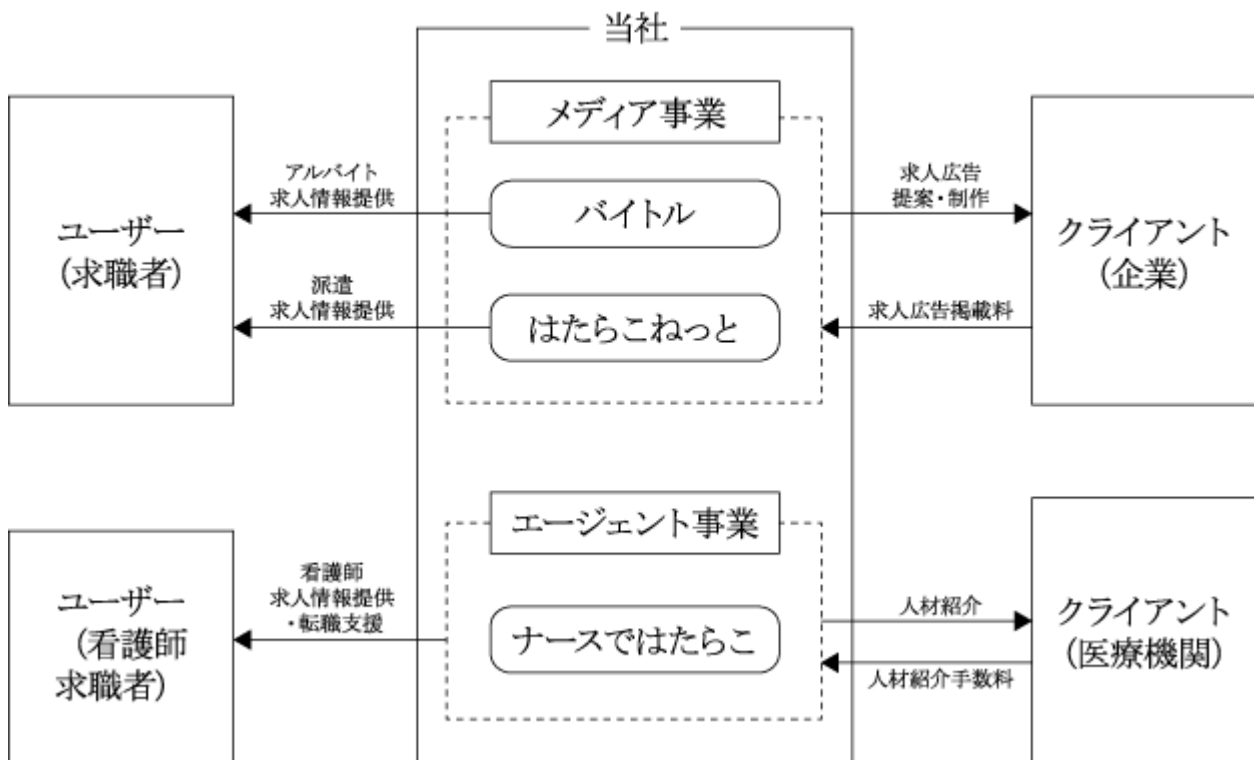 当社
メディア事業
アルバイト
求人情報提供
バイトル
求人広告
提案・制作
ユーザー
(求職者)
クライアント
(企業)
派遣
求人情報提供
はたらこねっと
求人広告掲載料
エージェント事業
看護師
求人情報提供
・転職支援
ユーザー
(看護師
求職者)
ナースではたらこ
人材紹介
人材紹介手数料
クライアント
(医療機関)